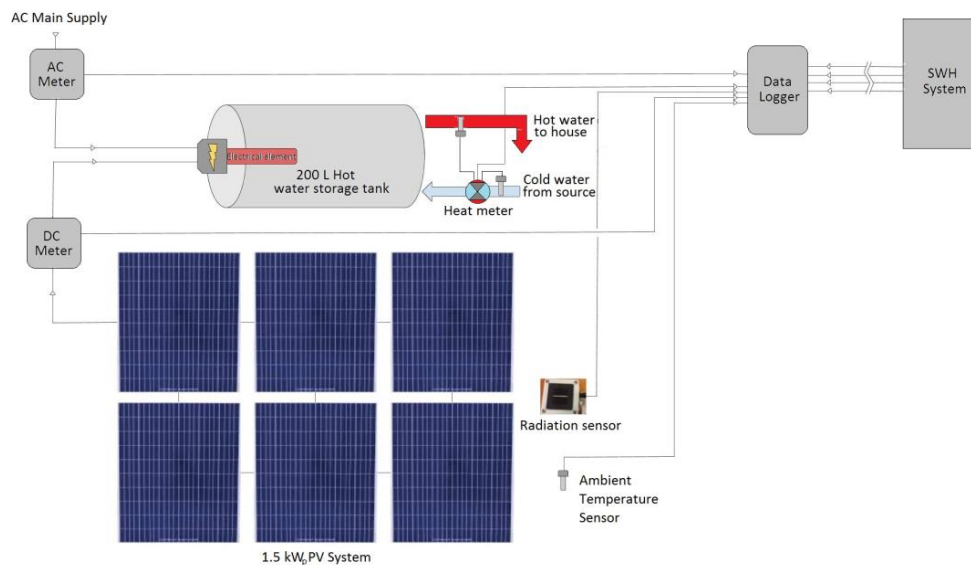 AC Main Supply
AC
Meter
Data
Logger
SWH
System
Hot water
to house
Electrical element
200 L Hot
water storage tank
Cold water
from source
Heat meter
DC
Meter
Radiation sensor
Ambient
Temperature
Sensor
1.5 kWpPV System